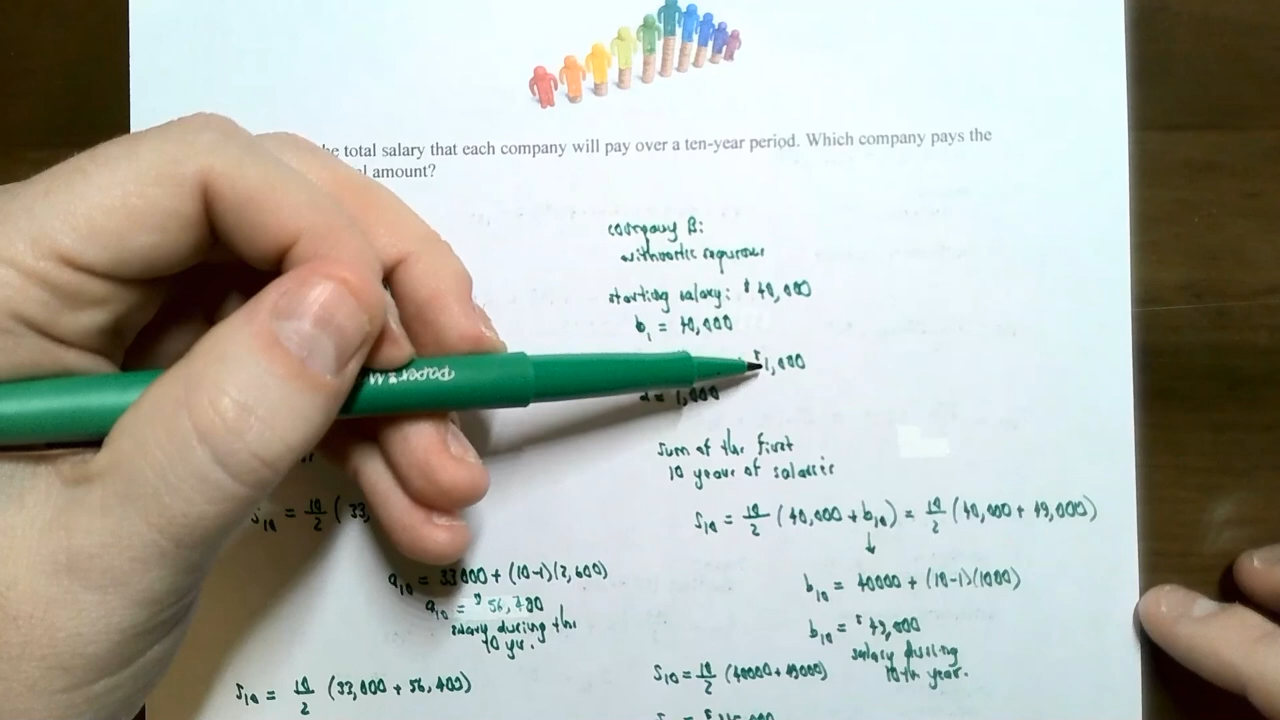 he total salary that each company will pay over a ten-year period. Which company pays the
al amount?
company B:
starting salary: $40,000
b₁ = 40,000
$1,000
d = 1,000
sum of the first
10 years of salaries
S₁₀ = 10/2 (33,
S₁₀ = 10/2 (40,000 + b₁₀) = 10/2 (40,000 + 49,000)
↓
a₁₀ = 33000 + (10-1)(2,600)
a₁₀ = $56,
salary during the
10 yr.
b₁₀ = 40000 + (10-1)(1000)
b₁₀ = $49,000
salary during
10th year.
S₁₀ = 10/2 (33,000 + 56,400)
S₁₀ = 10/2 (40000 + 49000)
PaperM